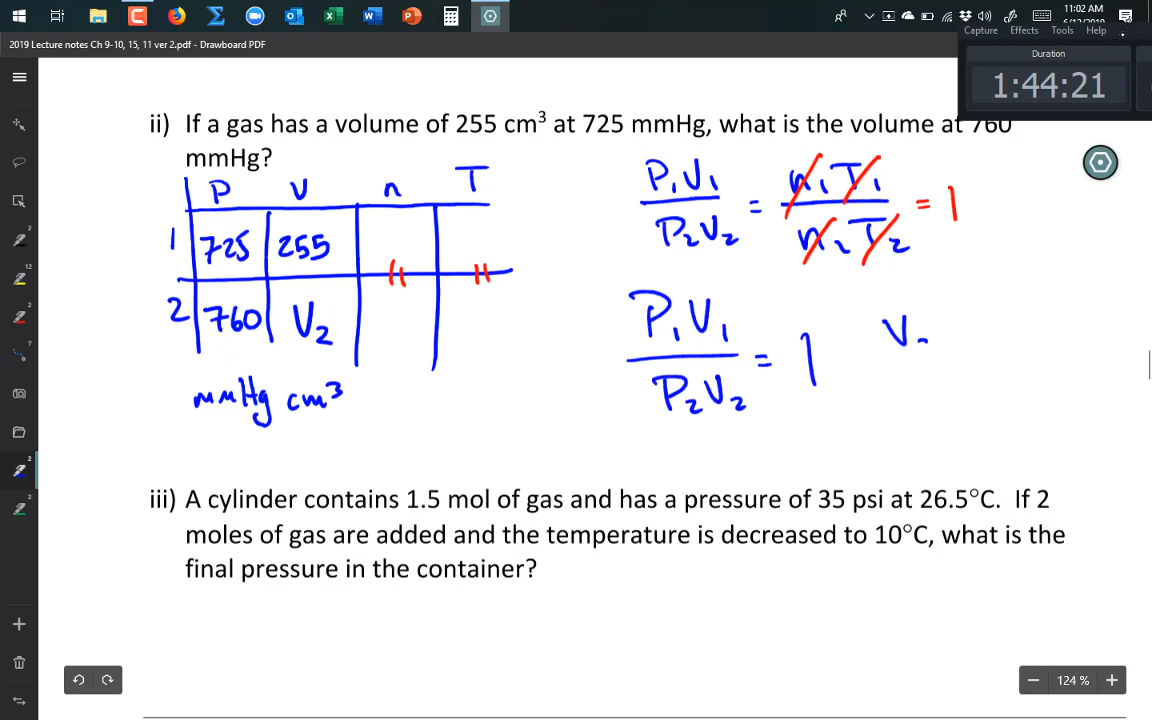 11:02 AM
2019 Lecture notes Ch 9-10, 15, 11 ver 2.pdf - Drawboard PDF
Capture Effects Tools Help
Duration
1:44:21
ii) If a gas has a volume of 255 cm³ at 725 mmHg, what is the volume at 760
mmHg?
P V n T
1 725 255
2 760 V₂
mmHg cm³
P₁V₁ / P₂V₂ = n₁T₁ / n₂T₂ = 1
P₁V₁ / P₂V₂ = 1
V
iii) A cylinder contains 1.5 mol of gas and has a pressure of 35 psi at 26.5°C. If 2
moles of gas are added and the temperature is decreased to 10°C, what is the
final pressure in the container?
124 %